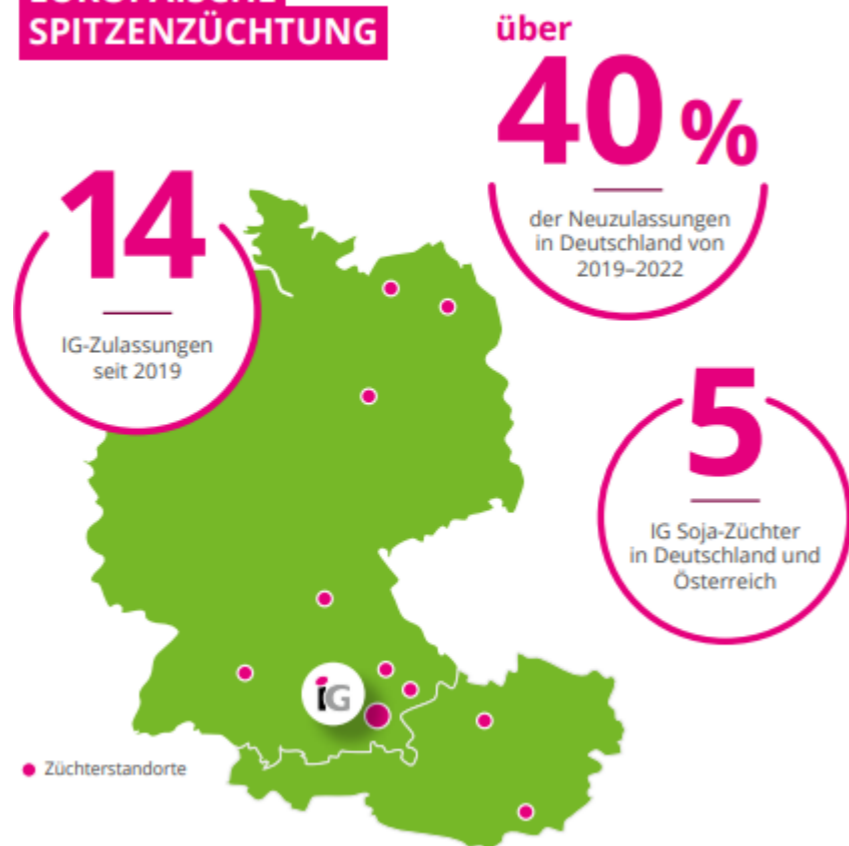 EUROPÄISCHE
SPITZENZÜCHTUNG
über
40 %
der Neuzulassungen
in Deutschland von
2019–2022
14
IG-Zulassungen
seit 2019
5
IG Soja-Züchter
in Deutschland und
Österreich
iG
Züchterstandorte